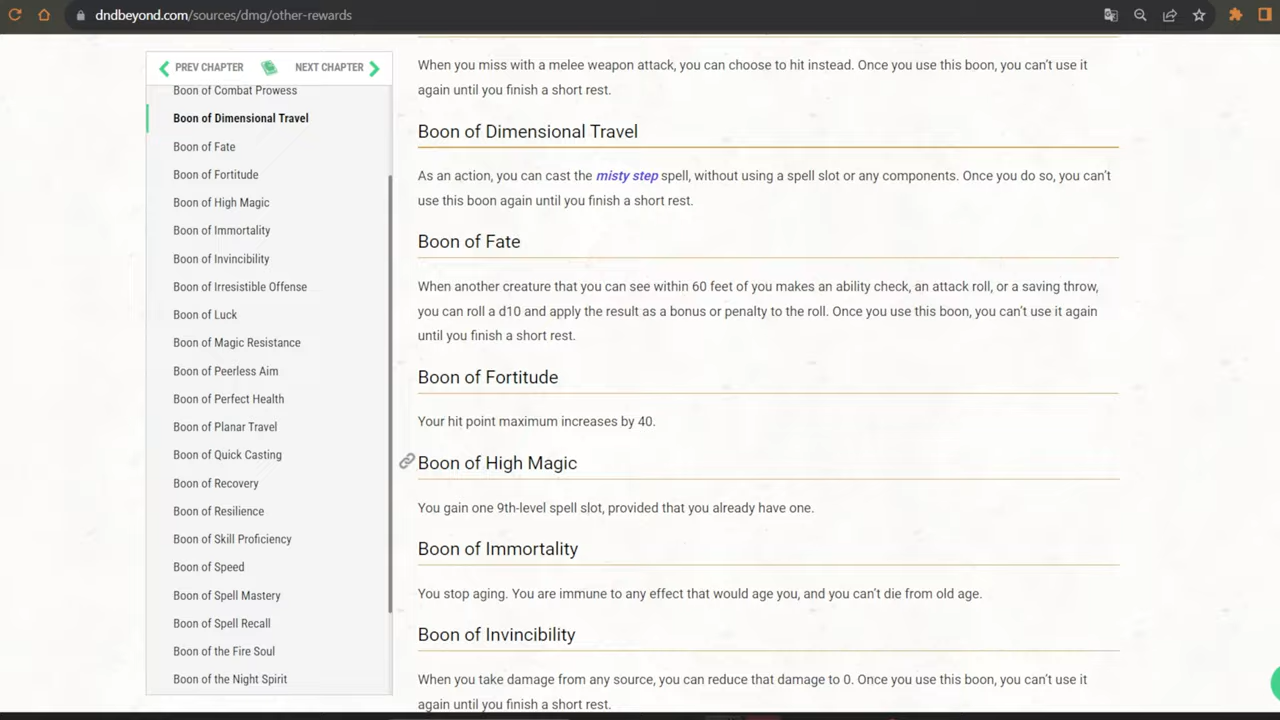 dndbeyond.com/sources/dmg/other-rewards
PREV CHAPTER
NEXT CHAPTER
Boon of Combat Prowess
Boon of Dimensional Travel
Boon of Fate
Boon of Fortitude
Boon of High Magic
Boon of Immortality
Boon of Invincibility
Boon of Irresistible Offense
Boon of Luck
Boon of Magic Resistance
Boon of Peerless Aim
Boon of Perfect Health
Boon of Planar Travel
Boon of Quick Casting
Boon of Recovery
Boon of Resilience
Boon of Skill Proficiency
Boon of Speed
Boon of Spell Mastery
Boon of Spell Recall
Boon of the Fire Soul
Boon of the Night Spirit
When you miss with a melee weapon attack, you can choose to hit instead. Once you use this boon, you can’t use it
again until you finish a short rest.
Boon of Dimensional Travel
As an action, you can cast the misty step spell, without using a spell slot or any components. Once you do so, you can’t
use this boon again until you finish a short rest.
Boon of Fate
When another creature that you can see within 60 feet of you makes an ability check, an attack roll, or a saving throw,
you can roll a d10 and apply the result as a bonus or penalty to the roll. Once you use this boon, you can’t use it again
until you finish a short rest.
Boon of Fortitude
Your hit point maximum increases by 40.
Boon of High Magic
You gain one 9th-level spell slot, provided that you already have one.
Boon of Immortality
You stop aging. You are immune to any effect that would age you, and you can’t die from old age.
Boon of Invincibility
When you take damage from any source, you can reduce that damage to 0. Once you use this boon, you can’t use it
again until you finish a short rest.